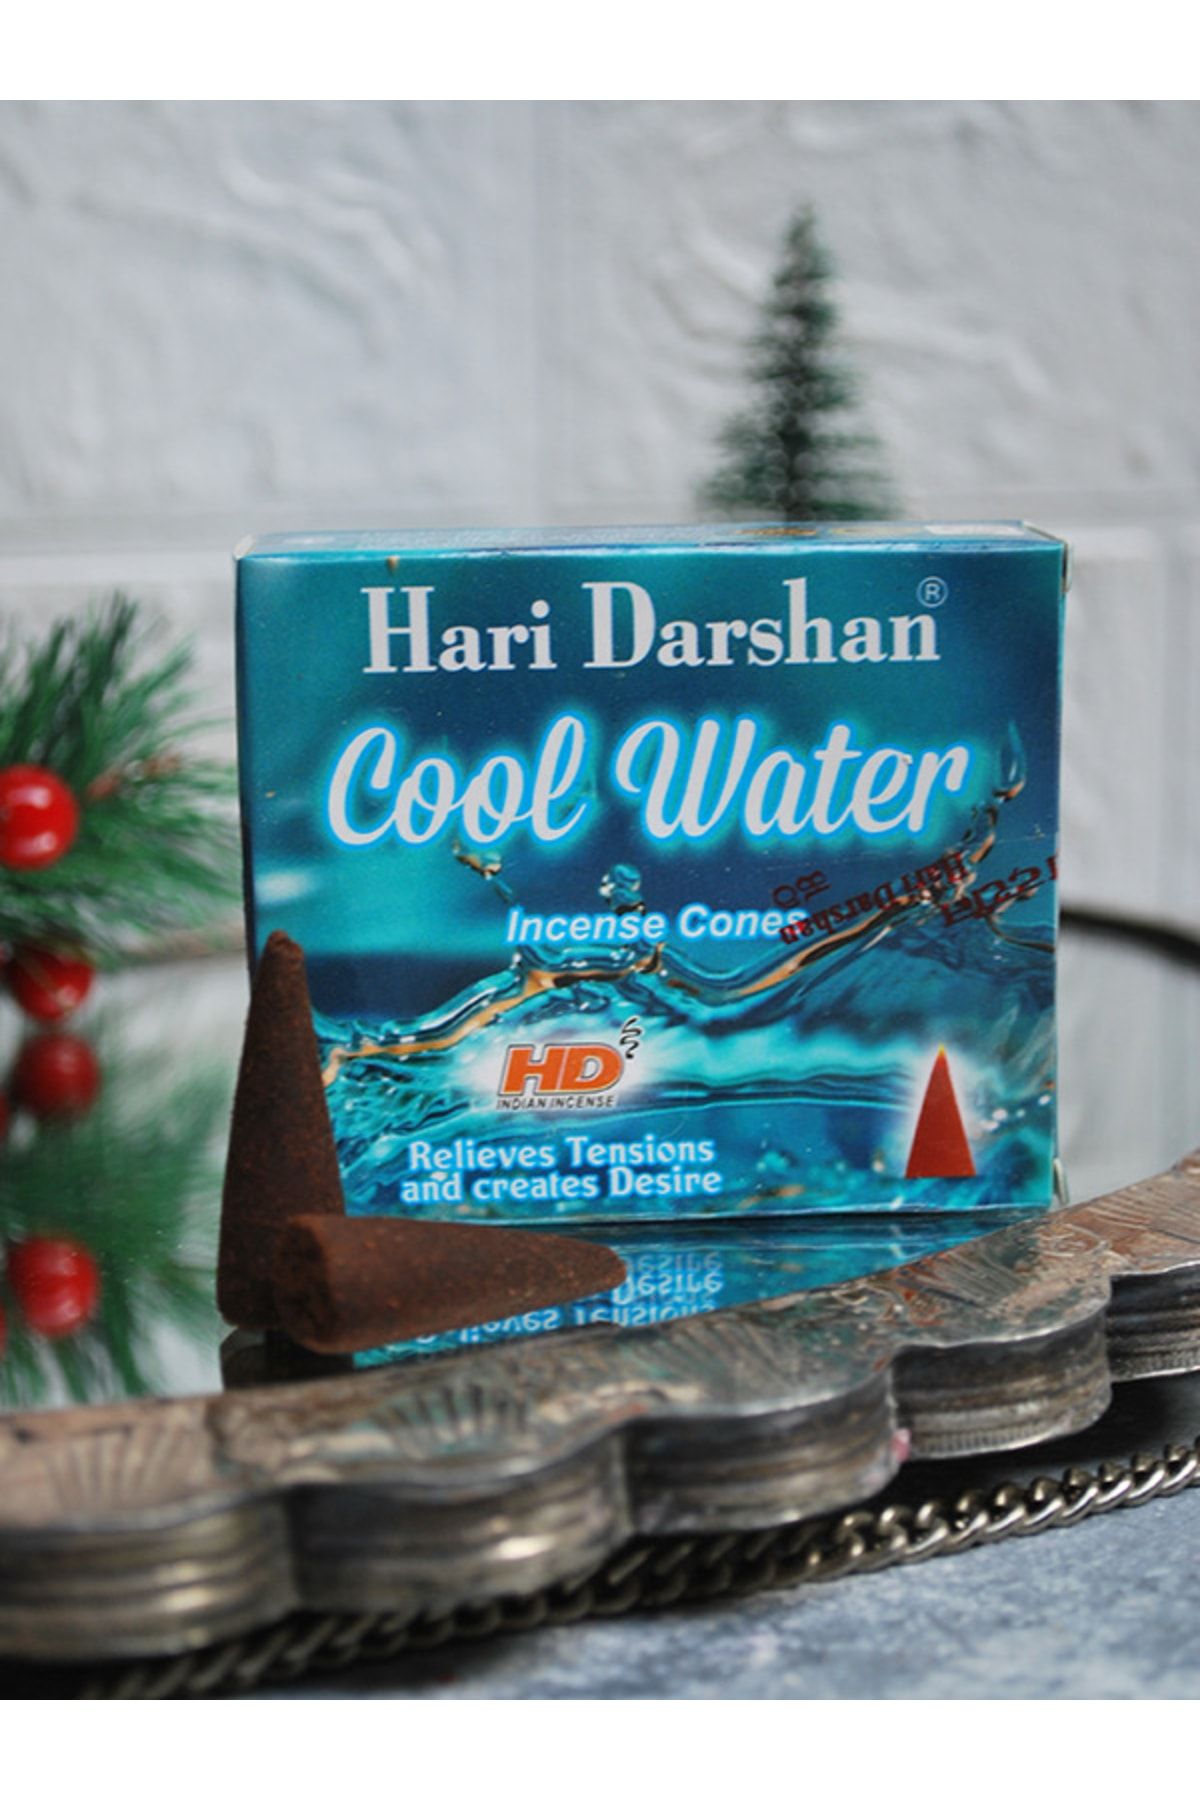 Hari Darshan®
Cool Water
Incense Cones
HD
INDIAN INCENSE
Relieves Tensions
and creates Desire